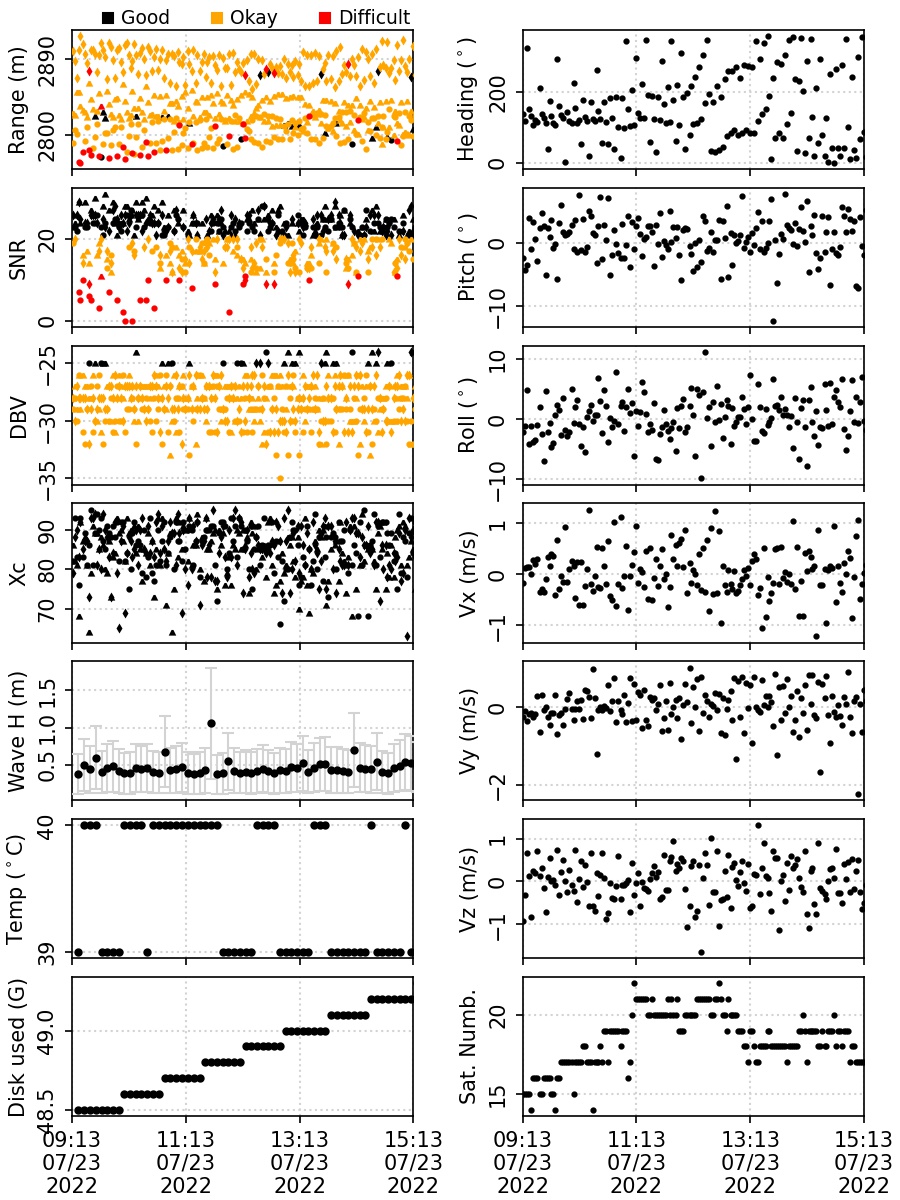 Good Okay Difficult
Range (m)
2890
2800
Heading (°)
200
0
SNR
20
0
Pitch (°)
0
−10
DBV
−25
−30
−35
Roll (°)
10
0
−10
Xc
90
80
70
Vx (m/s)
1
0
−1
Wave H (m)
1.5
1.0
0.5
Vy (m/s)
0
−2
Temp (°C)
40
39
Vz (m/s)
1
0
−1
Disk used (G)
49.0
48.5
Sat. Numb.
20
15
09:13 11:13 13:13 15:13
07/23 07/23 07/23 07/23
2022 2022 2022 2022
09:13 11:13 13:13 15:13
07/23 07/23 07/23 07/23
2022 2022 2022 2022